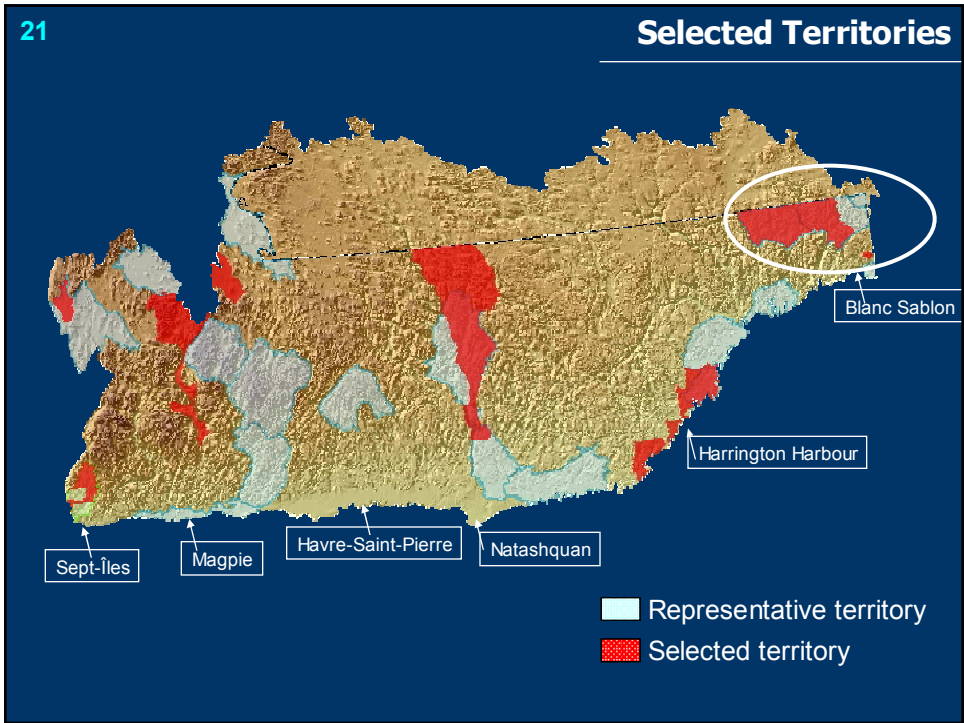 21
Selected Territories
Blanc Sablon
Harrington Harbour
Havre-Saint-Pierre
Natashquan
Magpie
Sept-Îles
Representative territory
Selected territory